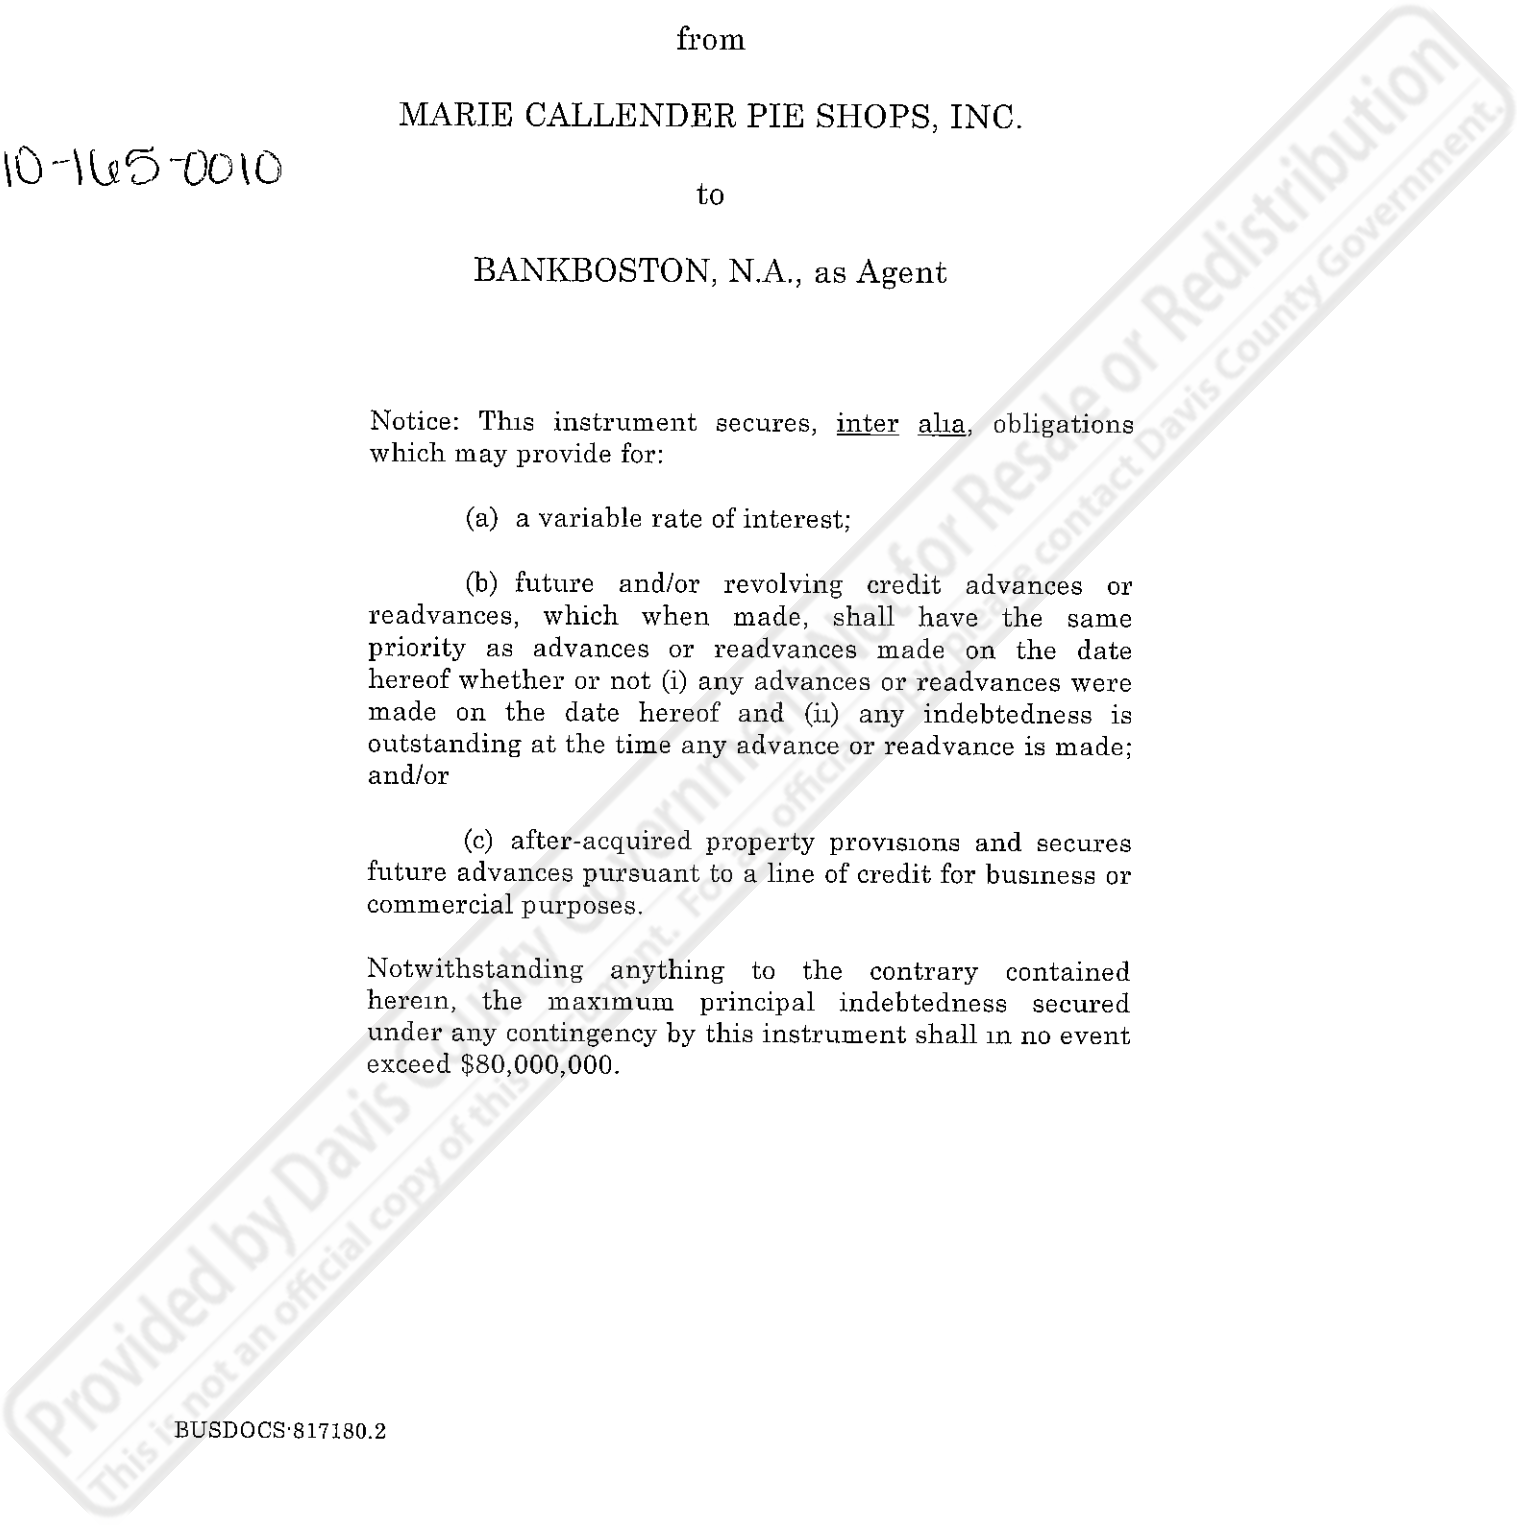 from
MARIE CALLENDER PIE SHOPS, INC.
10-165-0010
to
BANKBOSTON, N.A., as Agent
Notice: This instrument secures, inter alia, obligations
which may provide for:
(a) a variable rate of interest;
(b) future and/or revolving credit advances or
readvances, which when made, shall have the same
priority as advances or readvances made on the date
hereof whether or not (i) any advances or readvances were
made on the date hereof and (ii) any indebtedness is
outstanding at the time any advance or readvance is made;
and/or
(c) after-acquired property provisions and secures
future advances pursuant to a line of credit for business or
commercial purposes.
Notwithstanding anything to the contrary contained
herein, the maximum principal indebtedness secured
under any contingency by this instrument shall in no event
exceed $80,000,000.
BUSDOCS:817180.2
Provided by Davis County Government-Not for Resale or Redistribution
This is not an official copy of this document. For an official copy, please contact Davis County Government.